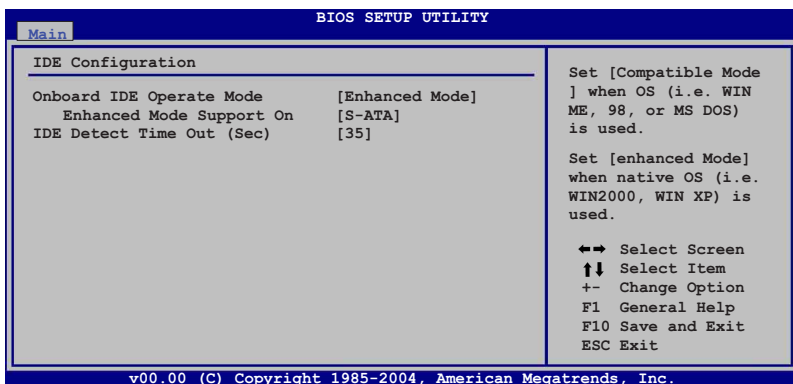 BIOS SETUP UTILITY
Main
IDE Configuration
Onboard IDE Operate Mode [Enhanced Mode]
Enhanced Mode Support On [S-ATA]
IDE Detect Time Out (Sec) [35]
Set [Compatible Mode
] when OS (i.e. WIN
ME, 98, or MS DOS)
is used.
Set [enhanced Mode]
when native OS (i.e.
WIN2000, WIN XP) is
used.
←→ Select Screen
↑↓ Select Item
+- Change Option
F1 General Help
F10 Save and Exit
ESC Exit
v00.00 (C) Copyright 1985-2004, American Megatrends, Inc.